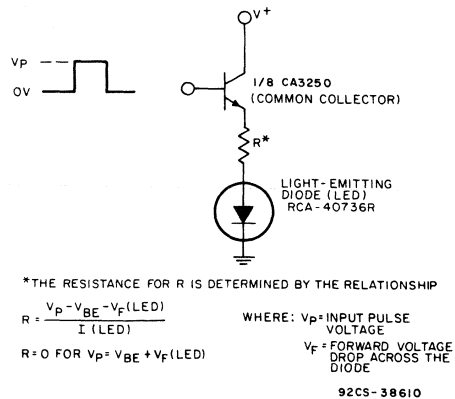 V+
VP
0V
1/8 CA3250
(COMMON COLLECTOR)
R*
LIGHT-EMITTING
DIODE (LED)
RCA-40736R
*THE RESISTANCE FOR R IS DETERMINED BY THE RELATIONSHIP
R = VP - VBE - VF (LED) / I (LED)
R=0 FOR VP= VBE + VF(LED)
WHERE: VP=INPUT PULSE
VOLTAGE
VF=FORWARD VOLTAGE
DROP ACROSS THE
DIODE
92CS-38610